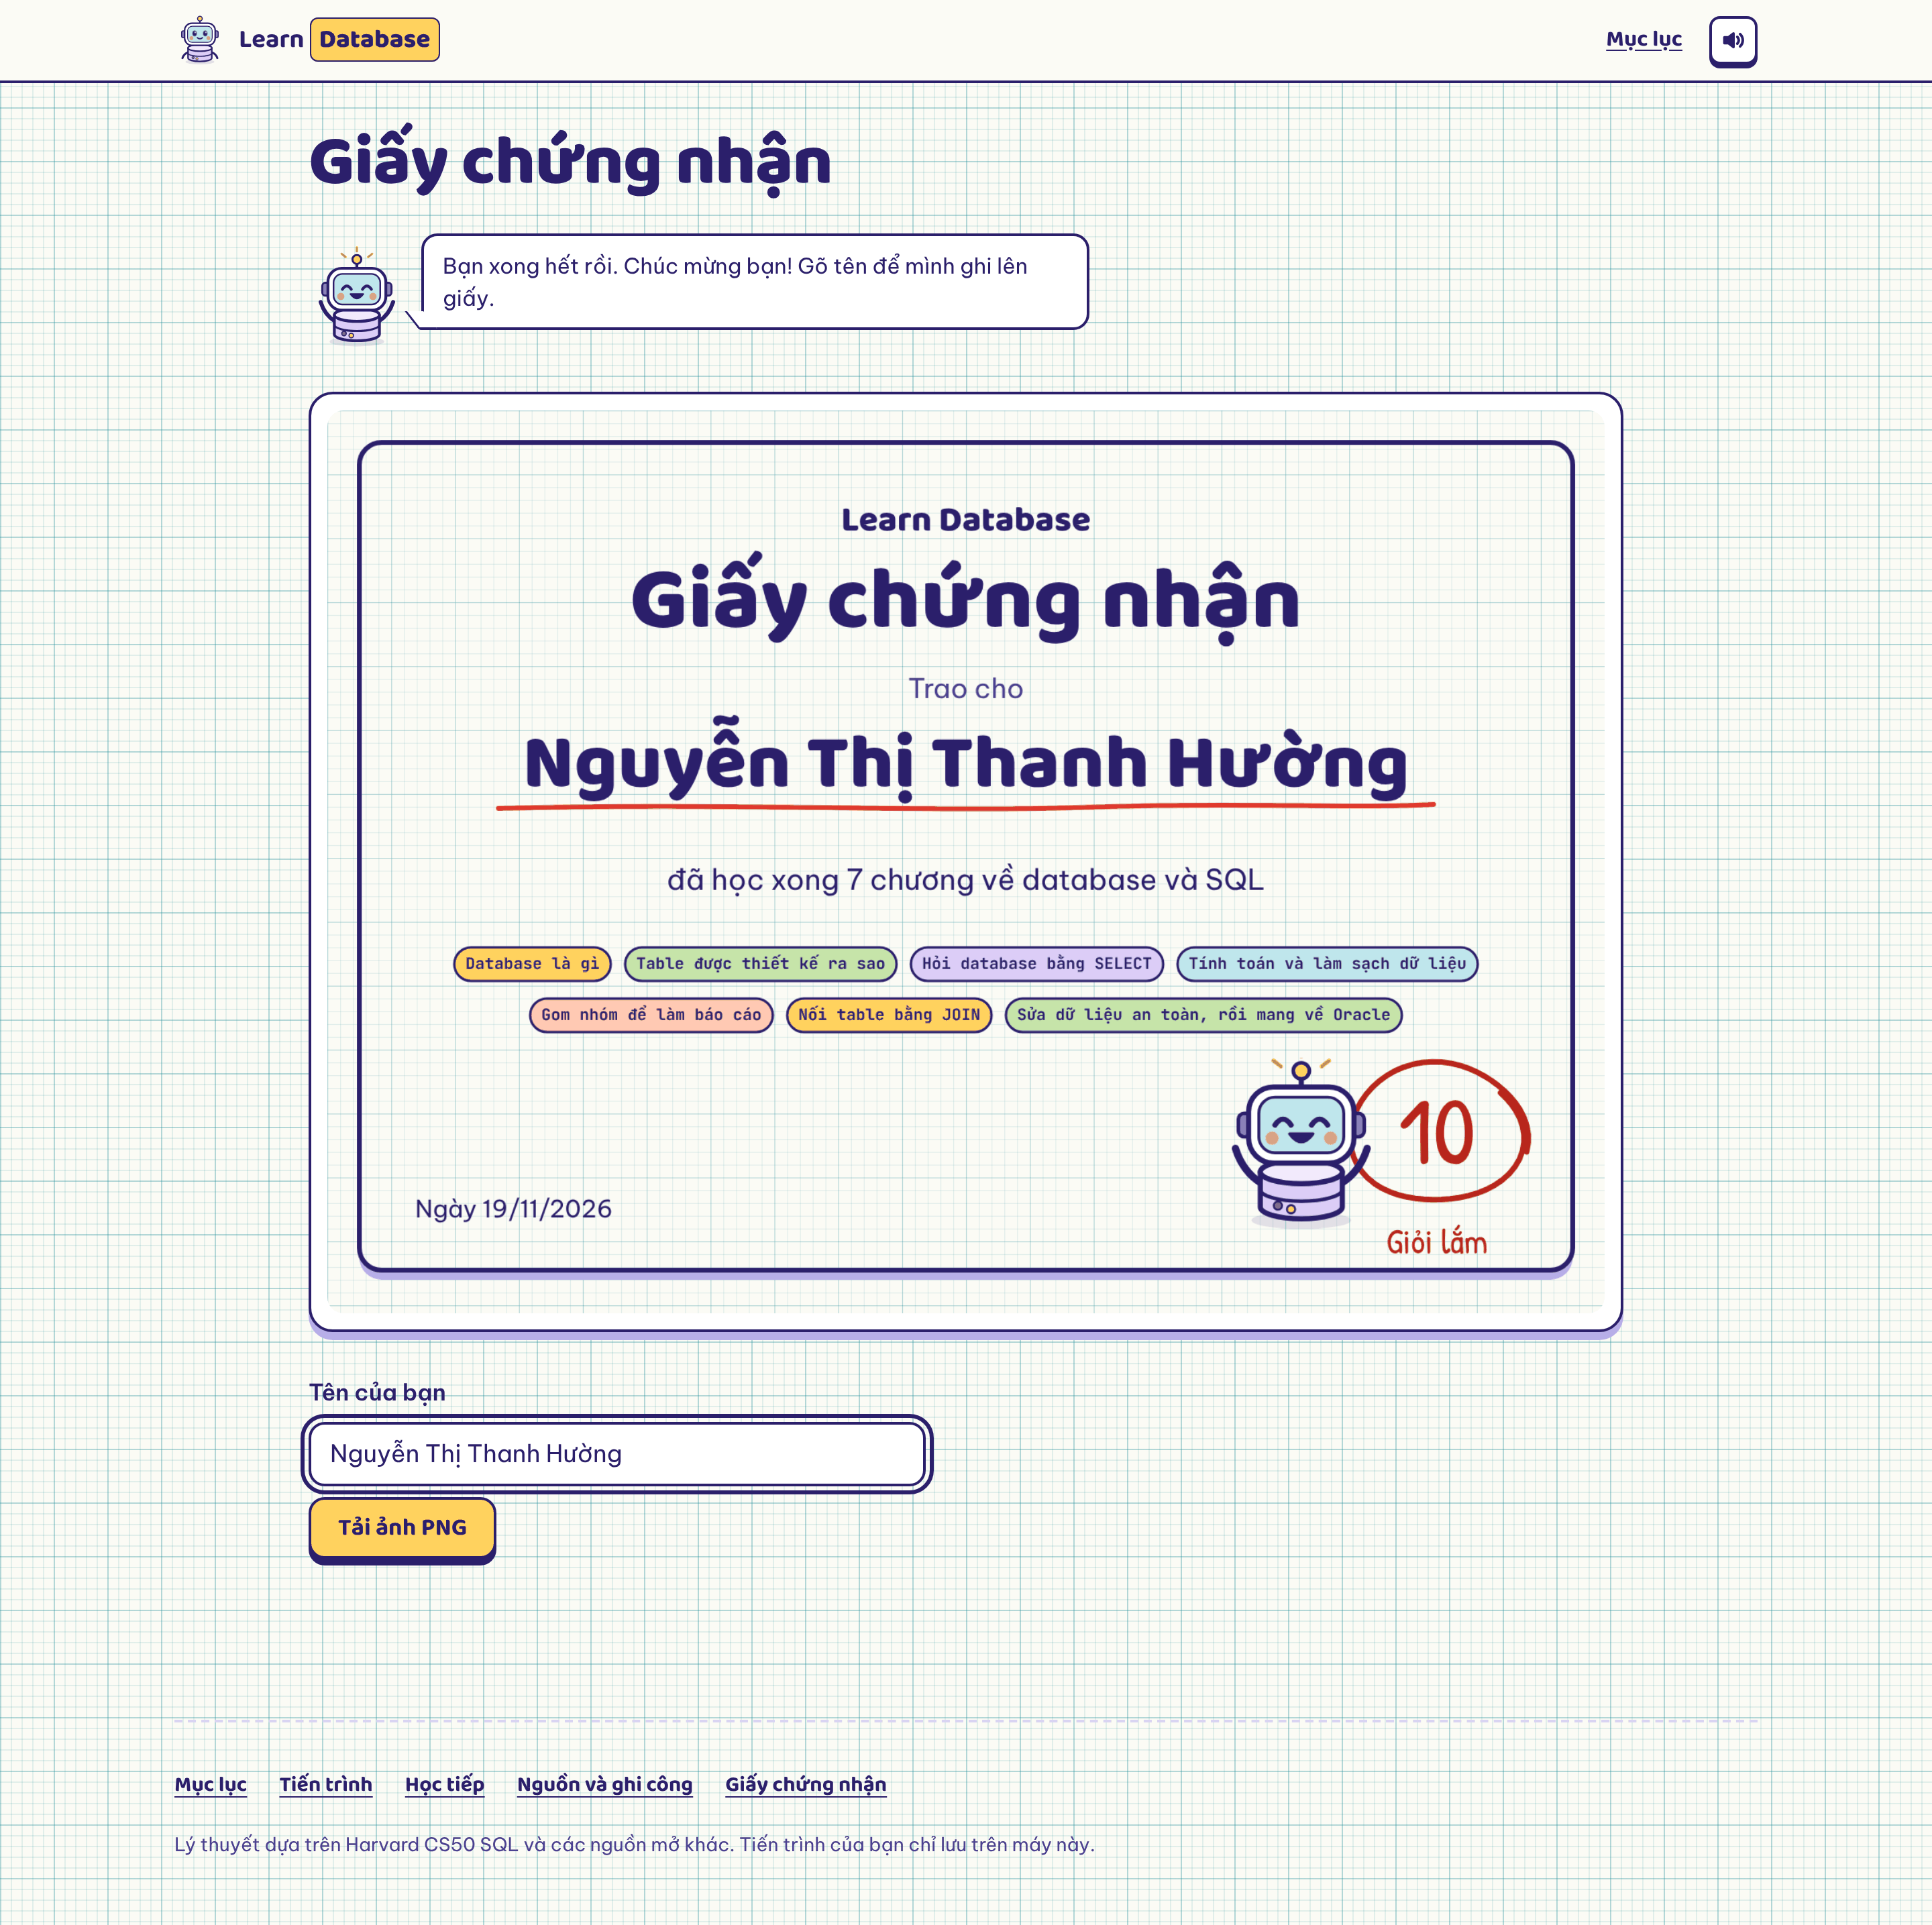 Learn Database
Mục lục
Giấy chứng nhận
Bạn xong hết rồi. Chúc mừng bạn! Gõ tên để mình ghi lên
giấy.
Learn Database
Giấy chứng nhận
Trao cho
Nguyễn Thị Thanh Hường
đã học xong 7 chương về database và SQL
Database là gì
Table được thiết kế ra sao
Hỏi database bằng SELECT
Tính toán và làm sạch dữ liệu
Gom nhóm để làm báo cáo
Nối table bằng JOIN
Sửa dữ liệu an toàn, rồi mang về Oracle
10
Ngày 19/11/2026
Giỏi lắm
Tên của bạn
Nguyễn Thị Thanh Hường
Tải ảnh PNG
Mục lục
Tiến trình
Học tiếp
Nguồn và ghi công
Giấy chứng nhận
Lý thuyết dựa trên Harvard CS50 SQL và các nguồn mở khác. Tiến trình của bạn chỉ lưu trên máy này.